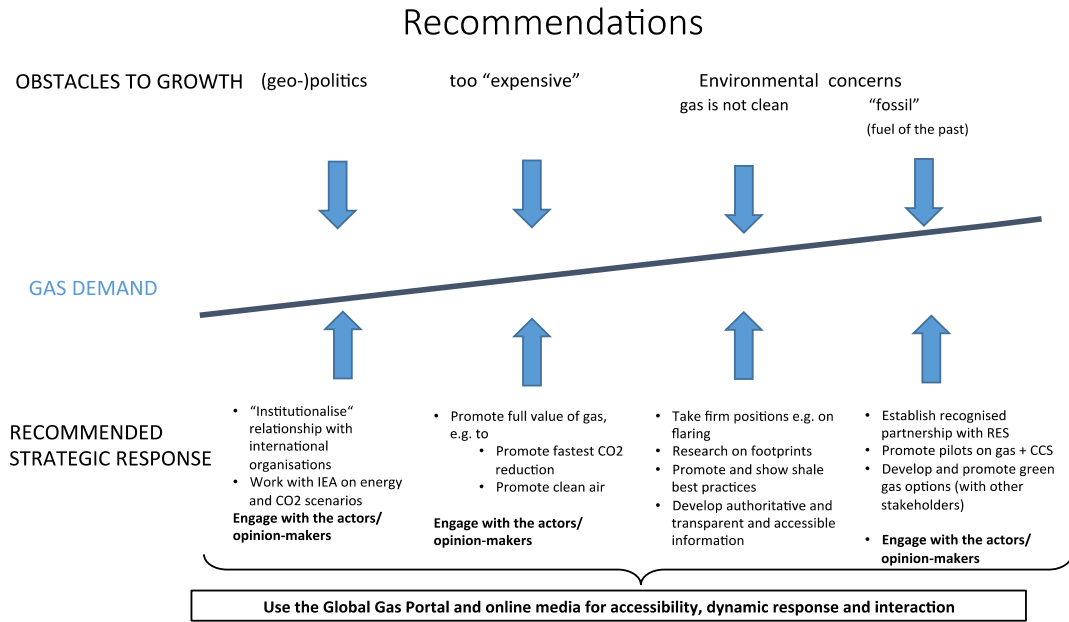 Recommendations
OBSTACLES TO GROWTH
(geo-)politics
too “expensive”
Environmental concerns
gas is not clean
“fossil”
(fuel of the past)
GAS DEMAND
RECOMMENDED
STRATEGIC RESPONSE
• “Institutionalise“
relationship with
international
organisations
• Work with IEA on energy
and CO2 scenarios
Engage with the actors/
opinion-makers
• Promote full value of gas,
e.g. to
• Promote fastest CO2
reduction
• Promote clean air
Engage with the actors/
opinion-makers
• Take firm positions e.g. on
flaring
• Research on footprints
• Promote and show shale
best practices
• Develop authoritative and
transparent and accessible
information
• Establish recognised
partnership with RES
• Promote pilots on gas + CCS
• Develop and promote green
gas options (with other
stakeholders)
• Engage with the actors/
opinion-makers
Use the Global Gas Portal and online media for accessibility, dynamic response and interaction